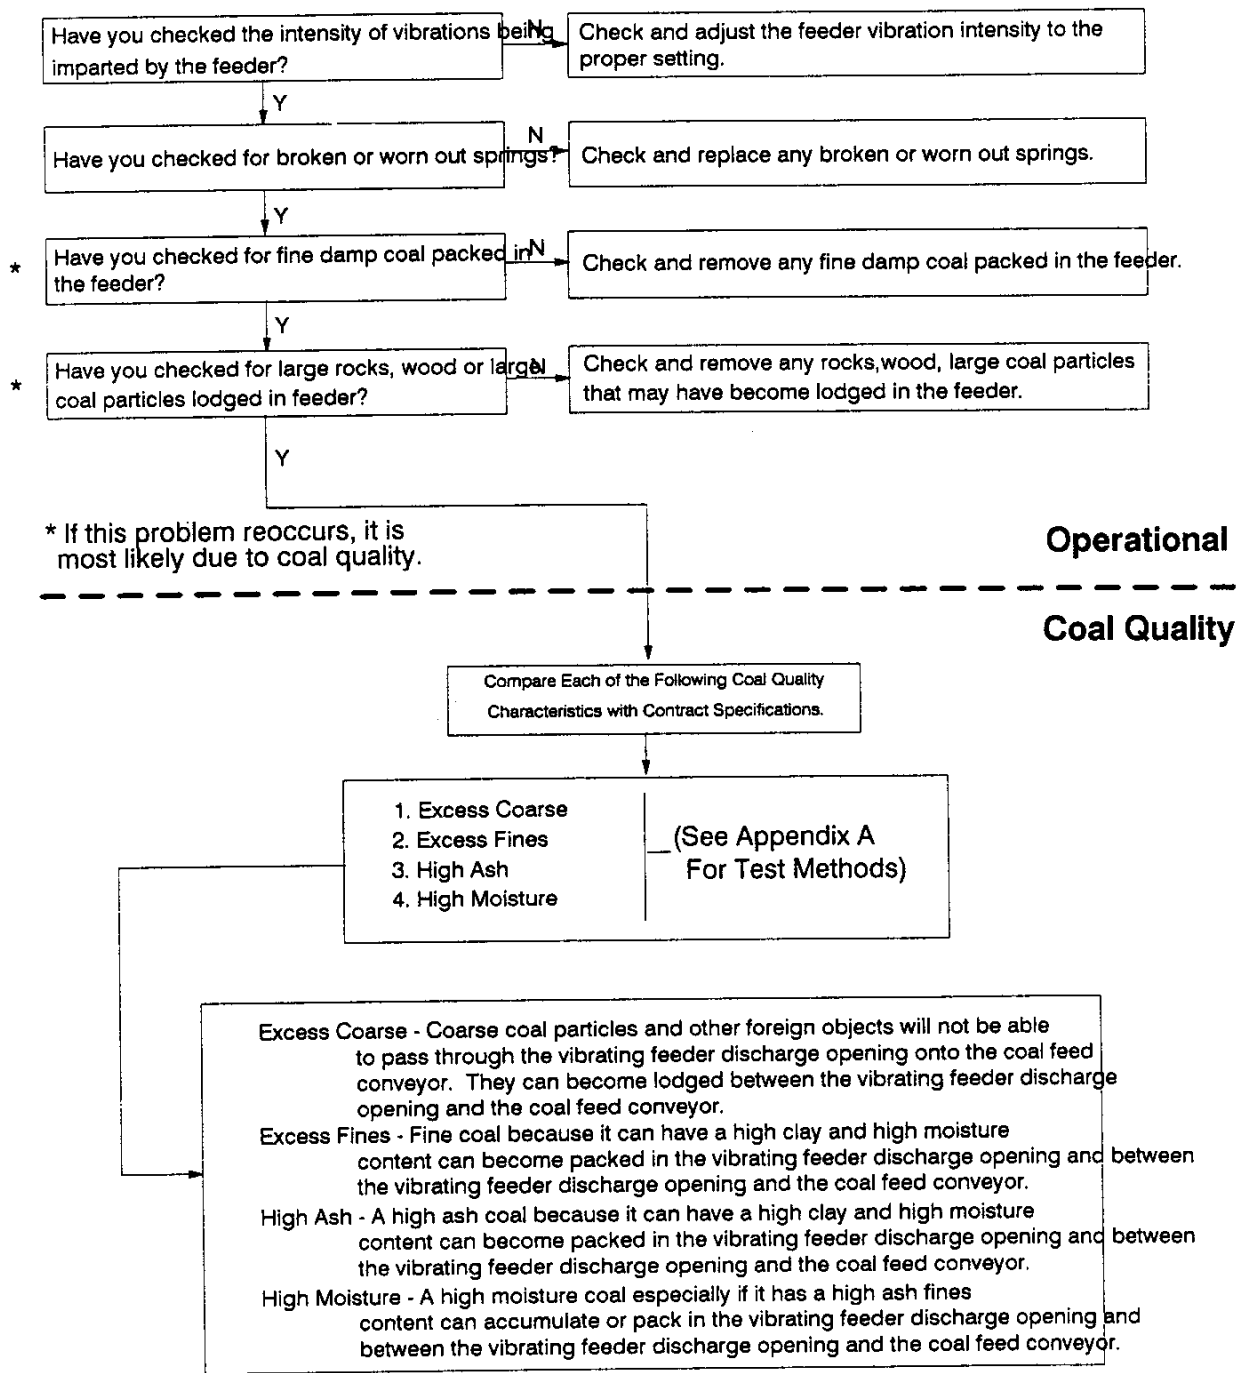 Have you checked the intensity of vibrations being
imparted by the feeder?
N
Check and adjust the feeder vibration intensity to the
proper setting.
Y
Have you checked for broken or worn out springs?
N
Check and replace any broken or worn out springs.
Y
*
Have you checked for fine damp coal packed in
the feeder?
N
Check and remove any fine damp coal packed in the feeder.
Y
*
Have you checked for large rocks, wood or large
coal particles lodged in feeder?
N
Check and remove any rocks,wood, large coal particles
that may have become lodged in the feeder.
Y
* If this problem reoccurs, it is
most likely due to coal quality.
Operational
Coal Quality
Compare Each of the Following Coal Quality
Characteristics with Contract Specifications.
1. Excess Coarse
2. Excess Fines
3. High Ash
4. High Moisture
(See Appendix A
For Test Methods)
Excess Coarse - Coarse coal particles and other foreign objects will not be able
to pass through the vibrating feeder discharge opening onto the coal feed
conveyor. They can become lodged between the vibrating feeder discharge
opening and the coal feed conveyor.
Excess Fines - Fine coal because it can have a high clay and high moisture
content can become packed in the vibrating feeder discharge opening and between
the vibrating feeder discharge opening and the coal feed conveyor.
High Ash - A high ash coal because it can have a high clay and high moisture
content can become packed in the vibrating feeder discharge opening and between
the vibrating feeder discharge opening and the coal feed conveyor.
High Moisture - A high moisture coal especially if it has a high ash fines
content can accumulate or pack in the vibrating feeder discharge opening and
between the vibrating feeder discharge opening and the coal feed conveyor.